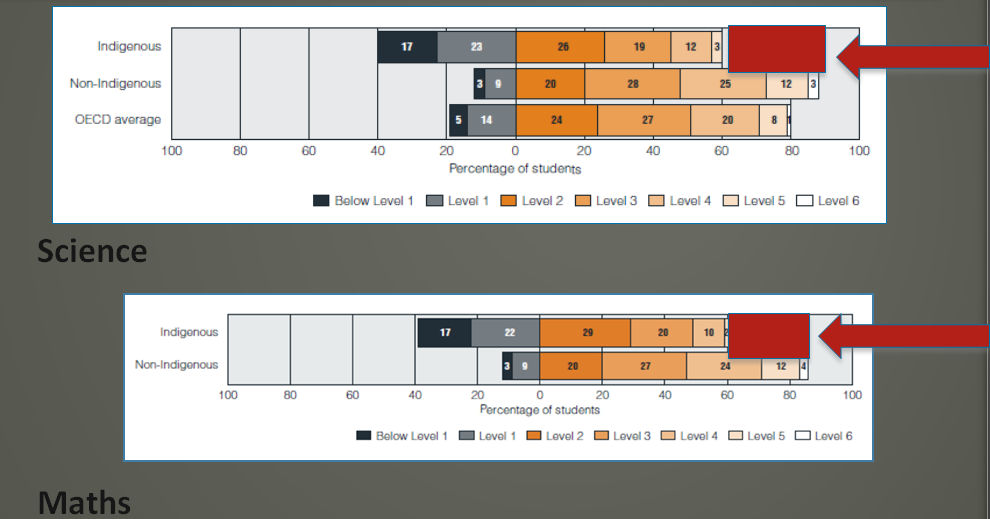 Indigenous 17 23 26 19 12 3
Non-Indigenous 3 9 20 28 25 12 3
OECD average 5 14 24 27 20 8 1
100 80 60 40 20 0 20 40 60 80 100
Percentage of students
Below Level 1 Level 1 Level 2 Level 3 Level 4 Level 5 Level 6
Science
Indigenous 17 22 29 20 10
Non-Indigenous 3 9 20 27 24 12 4
100 80 60 40 20 0 20 40 60 80 100
Percentage of students
Below Level 1 Level 1 Level 2 Level 3 Level 4 Level 5 Level 6
Maths